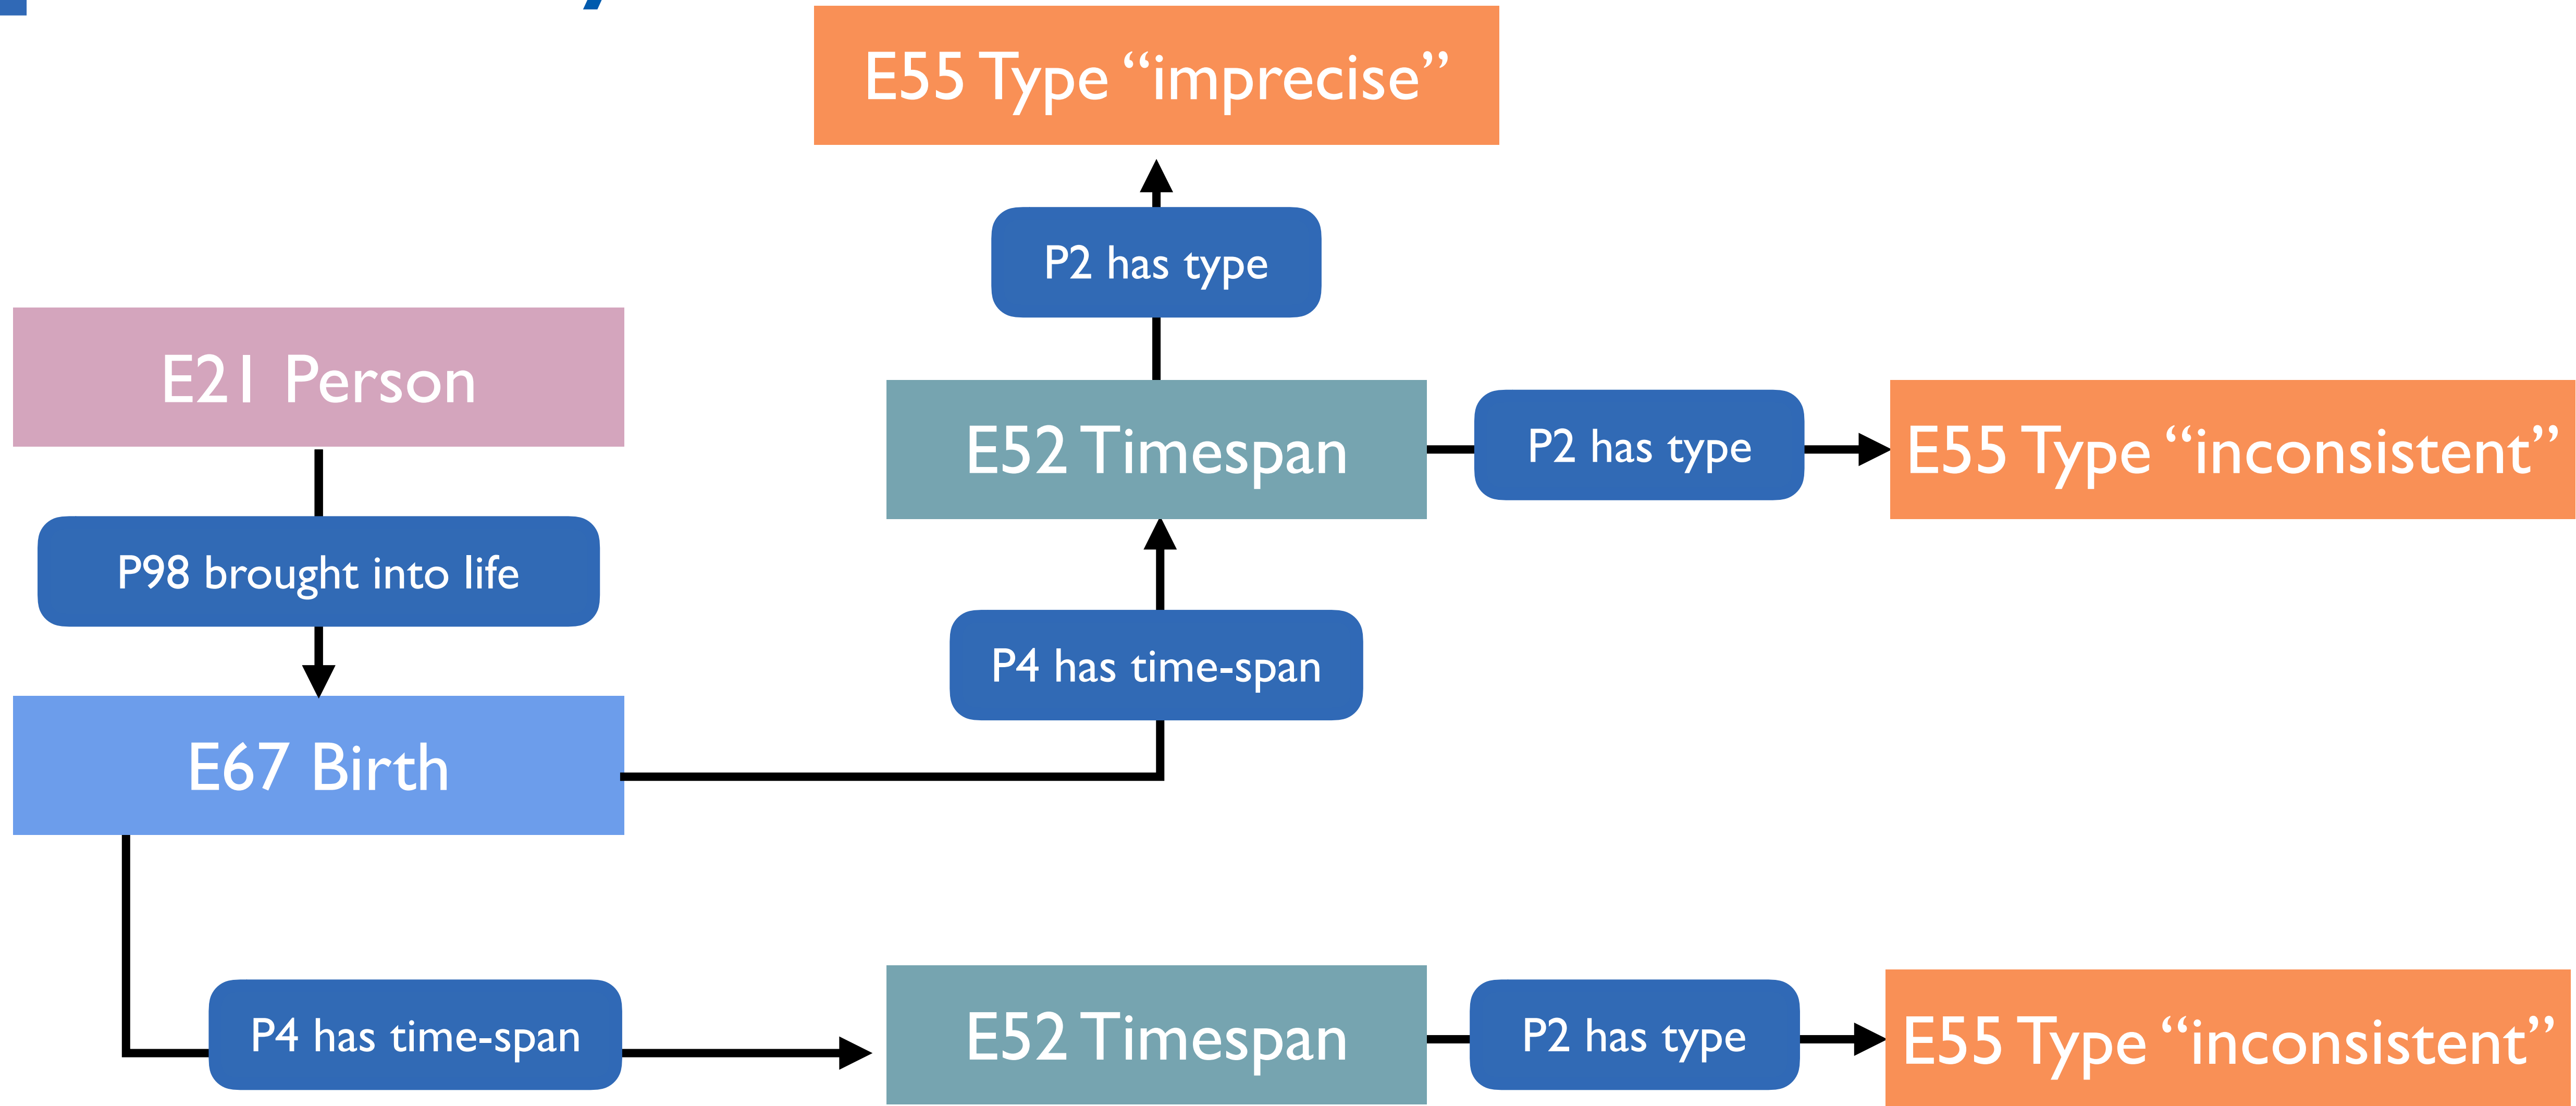 E55 Type “imprecise”
P2 has type
E21 Person
E52 Timespan
P2 has type
E55 Type “inconsistent”
P98 brought into life
P4 has time-span
E67 Birth
P4 has time-span
E52 Timespan
P2 has type
E55 Type “inconsistent”